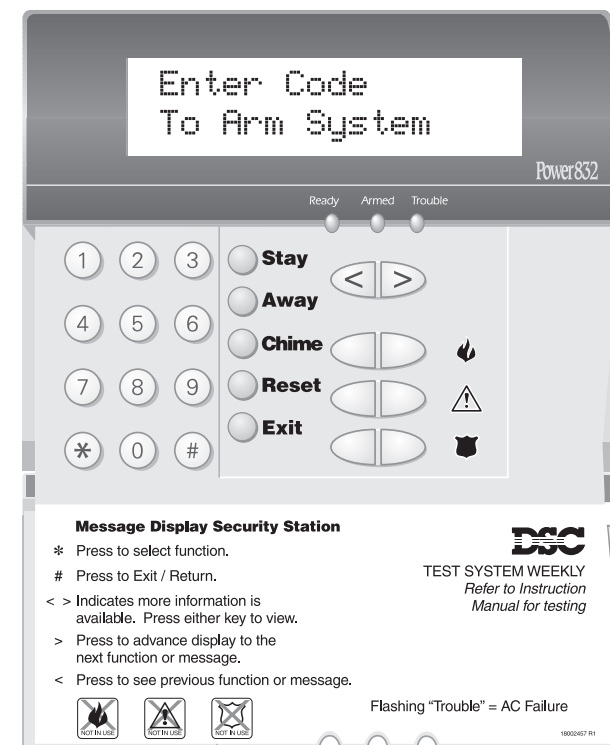 Enter Code
To Arm System
Power832
Ready Armed Trouble
1 2 3
4 5 6
7 8 9
* 0 #
Stay
Away
Chime
Reset
Exit
< >
Message Display Security Station
* Press to select function.
# Press to Exit / Return.
< > Indicates more information is
available. Press either key to view.
> Press to advance display to the
next function or message.
< Press to see previous function or message.
DSC
TEST SYSTEM WEEKLY
Refer to Instruction
Manual for testing
NOT IN USE NOT IN USE NOT IN USE
Flashing “Trouble” = AC Failure
18002457 R1